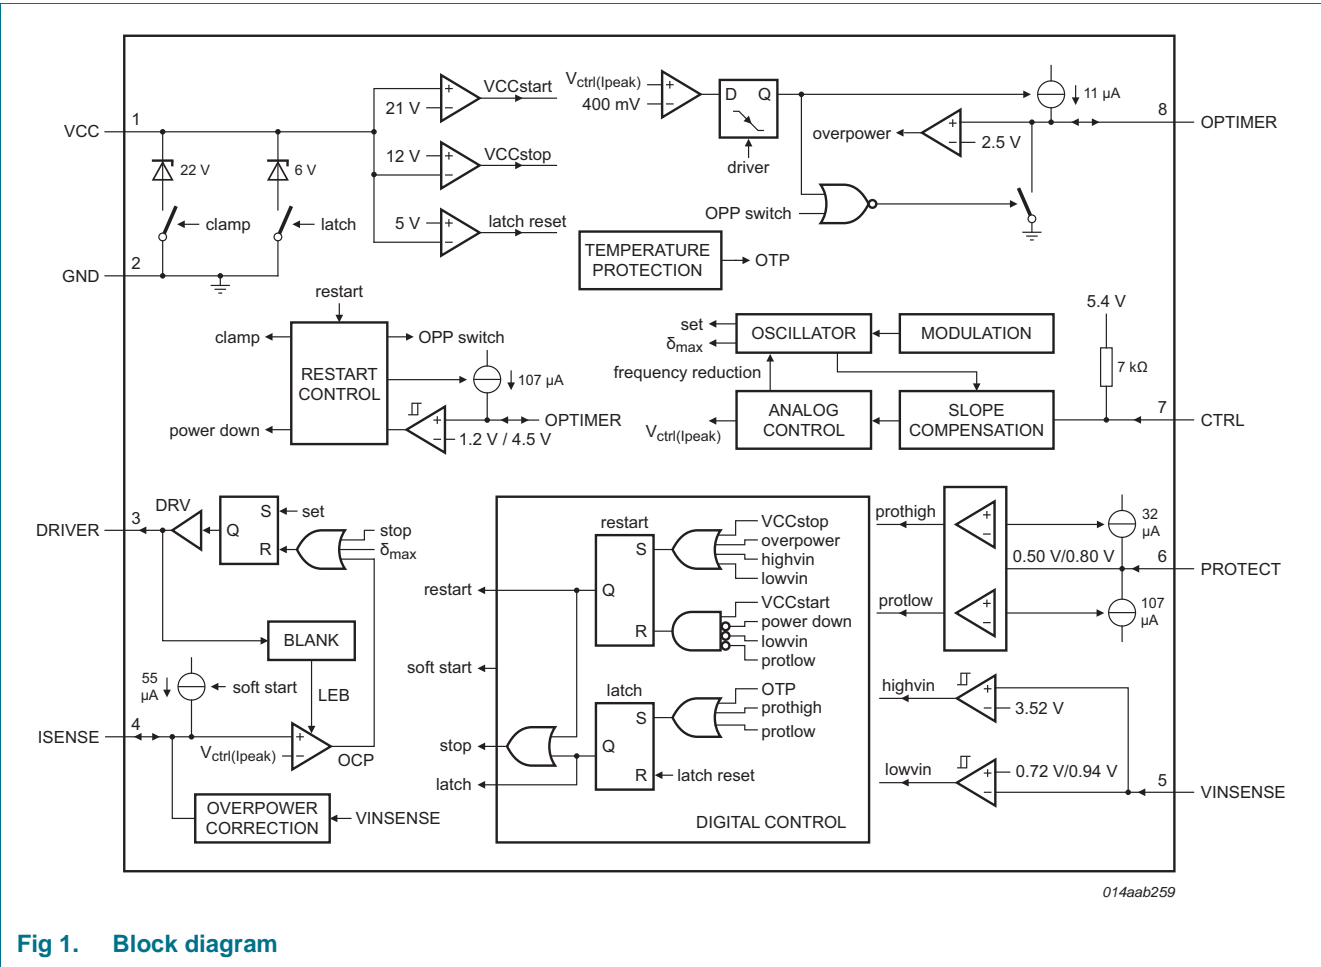 VCC
1
22 V
6 V
clamp
latch
GND
2
+
21 V
−
VCCstart
12 V
+
−
VCCstop
5 V
+
−
latch reset
Vctrl(Ipeak)
+
400 mV
−
D Q
driver
11 μA
8
OPTIMER
overpower
+
−
2.5 V
OPP switch
TEMPERATURE
PROTECTION
OTP
restart
clamp
OPP switch
RESTART
CONTROL
107 μA
+
OPTIMER
−
1.2 V / 4.5 V
power down
5.4 V
set
δmax
OSCILLATOR
MODULATION
frequency reduction
7 kΩ
ANALOG
CONTROL
SLOPE
COMPENSATION
7
CTRL
Vctrl(Ipeak)
DRIVER
3
DRV
S
set
Q
R
stop
δmax
BLANK
LEB
55
μA
soft start
ISENSE
4
+
Vctrl(Ipeak)
−
OCP
OVERPOWER
CORRECTION
VINSENSE
restart
S
VCCstop
overpower
highvin
lowvin
restart
Q
VCCstart
R
power down
lowvin
protlow
soft start
latch
S
OTP
prothigh
protlow
stop
Q
latch
R
latch reset
DIGITAL CONTROL
prothigh
+
−
32
μA
0.50 V/0.80 V
6
PROTECT
protlow
+
−
107
μA
highvin
+
−
3.52 V
lowvin
+
0.72 V/0.94 V
−
5
VINSENSE
014aab259
Fig 1. Block diagram